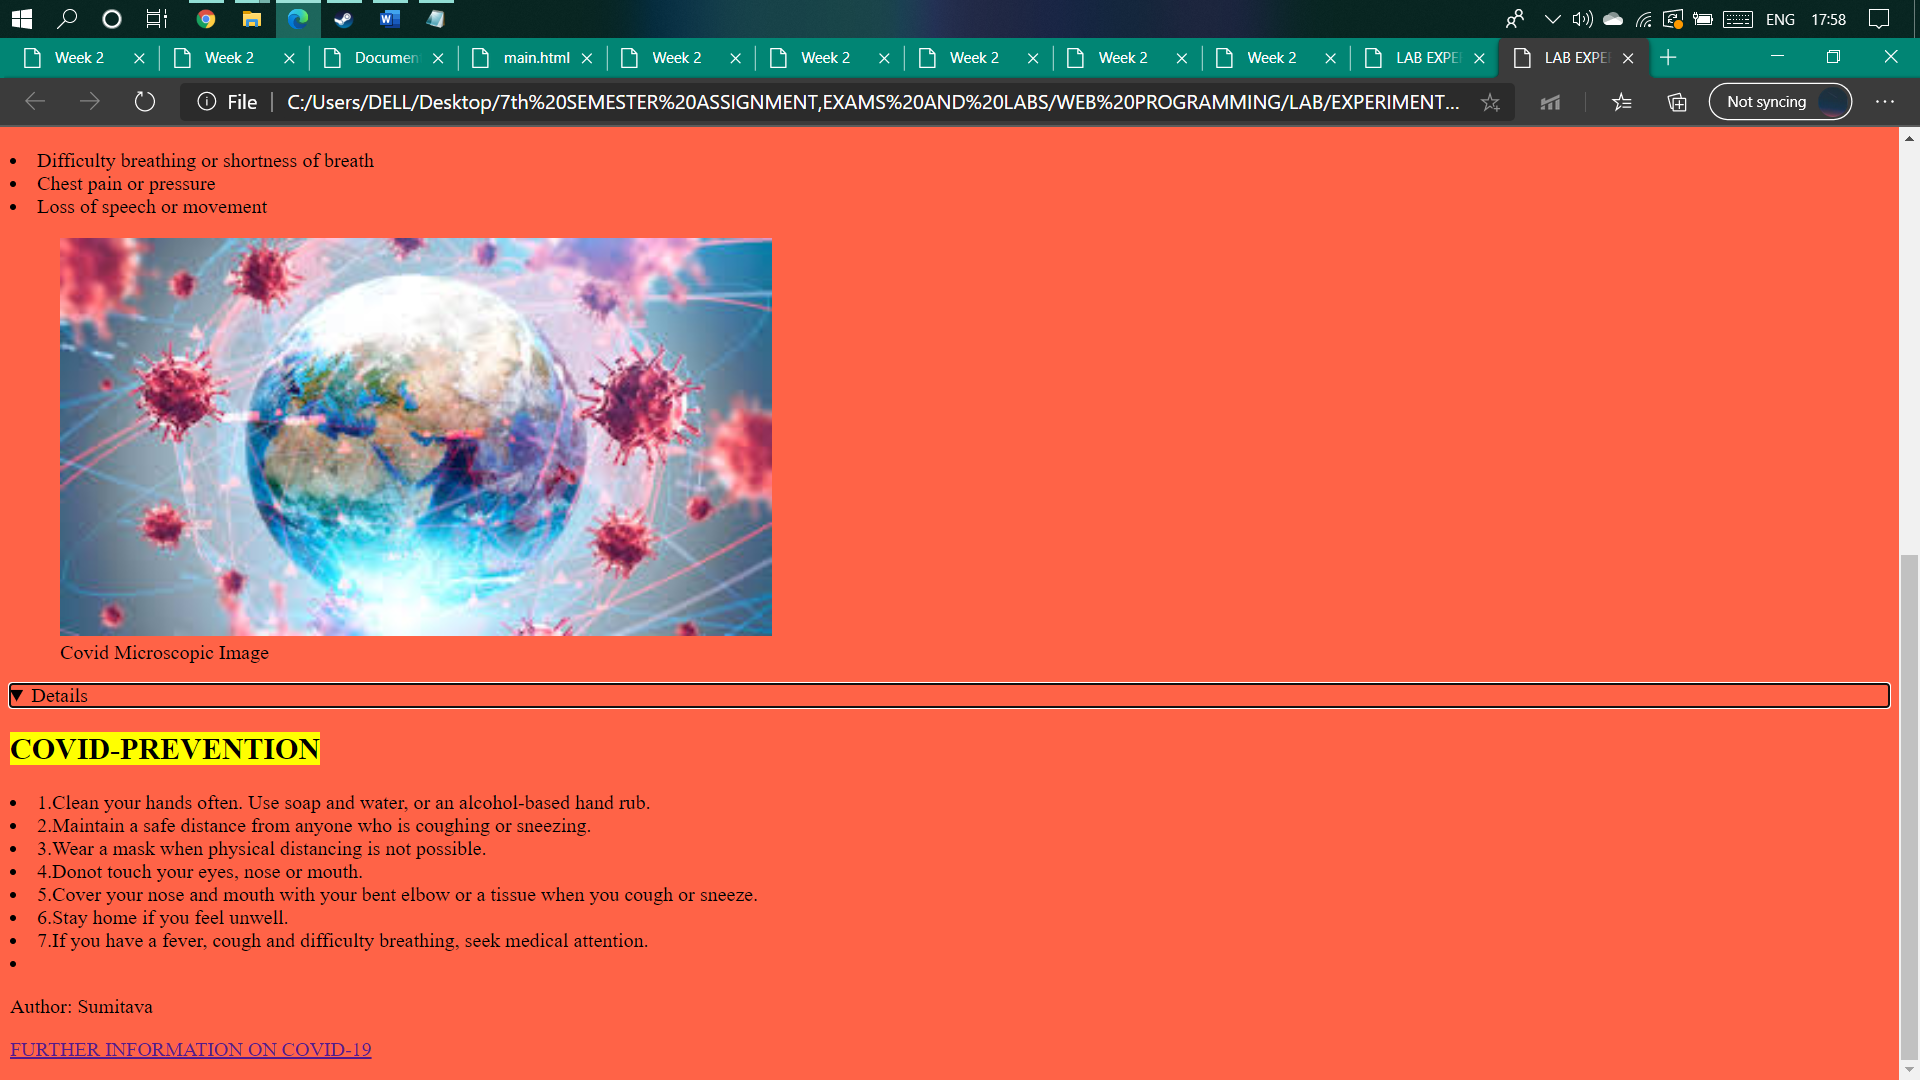 ENG 17:58
Week 2 Week 2 Documen main.html Week 2 Week 2 Week 2 Week 2 Week 2 LAB EXPE LAB EXPE
File C:/Users/DELL/Desktop/7th%20SEMESTER%20ASSIGNMENT,EXAMS%20AND%20LABS/WEB%20PROGRAMMING/LAB/EXPERIMENT... Not syncing
• Difficulty breathing or shortness of breath
• Chest pain or pressure
• Loss of speech or movement
Covid Microscopic Image
▼ Details
COVID-PREVENTION
• 1.Clean your hands often. Use soap and water, or an alcohol-based hand rub.
• 2.Maintain a safe distance from anyone who is coughing or sneezing.
• 3.Wear a mask when physical distancing is not possible.
• 4.Donot touch your eyes, nose or mouth.
• 5.Cover your nose and mouth with your bent elbow or a tissue when you cough or sneeze.
• 6.Stay home if you feel unwell.
• 7.If you have a fever, cough and difficulty breathing, seek medical attention.
•
Author: Sumitava
FURTHER INFORMATION ON COVID-19